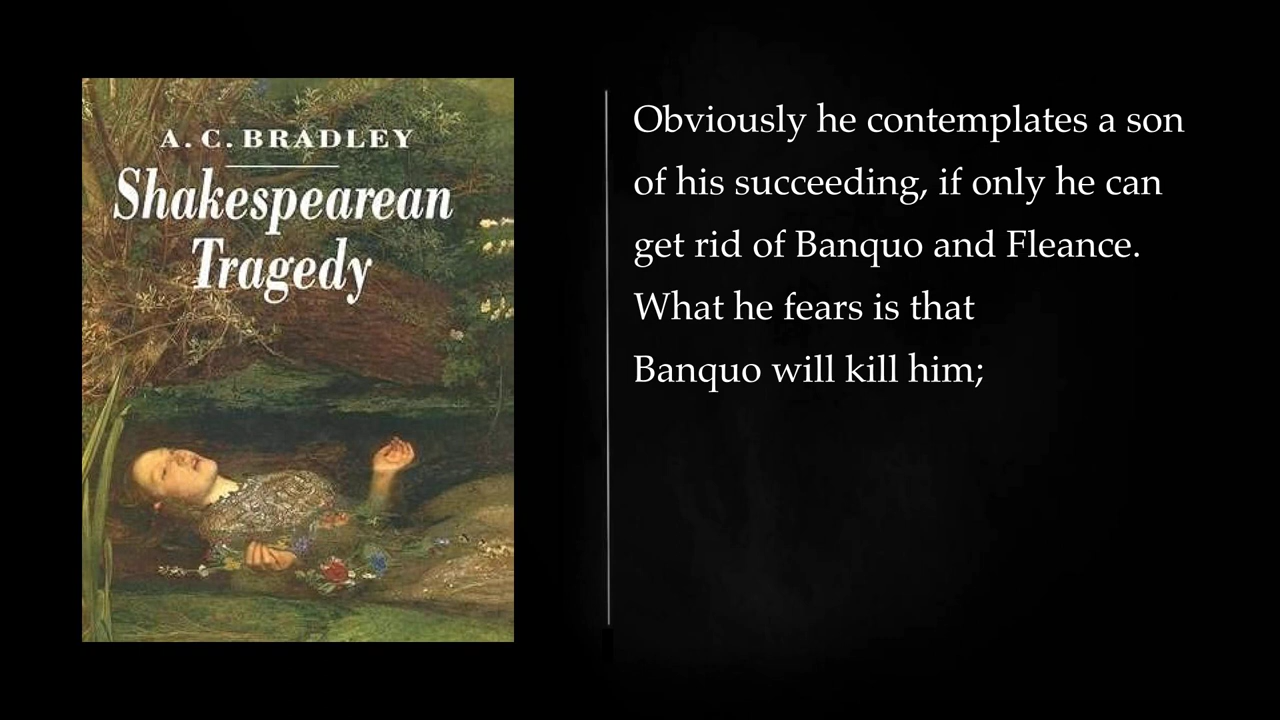 A. C. BRADLEY
Shakespearean
Tragedy
Obviously he contemplates a son
of his succeeding, if only he can
get rid of Banquo and Fleance.
What he fears is that
Banquo will kill him;